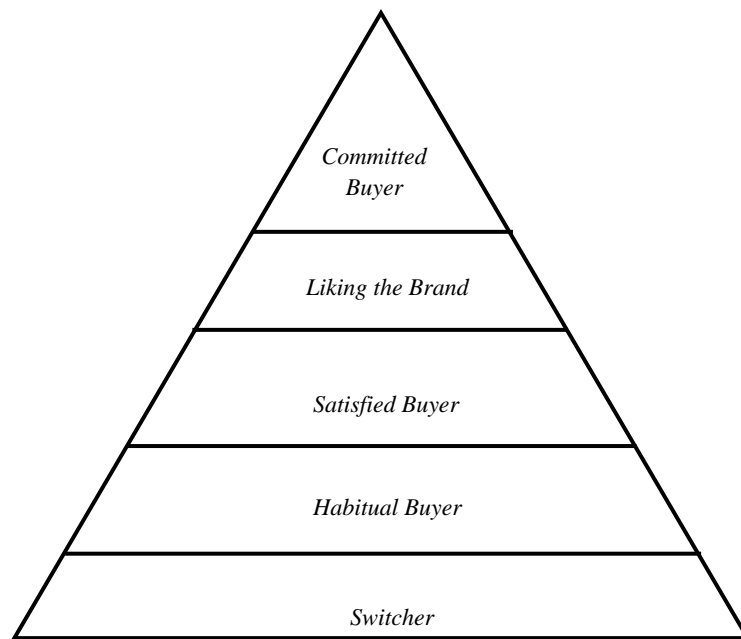 Committed
Buyer
Liking the Brand
Satisfied Buyer
Habitual Buyer
Switcher